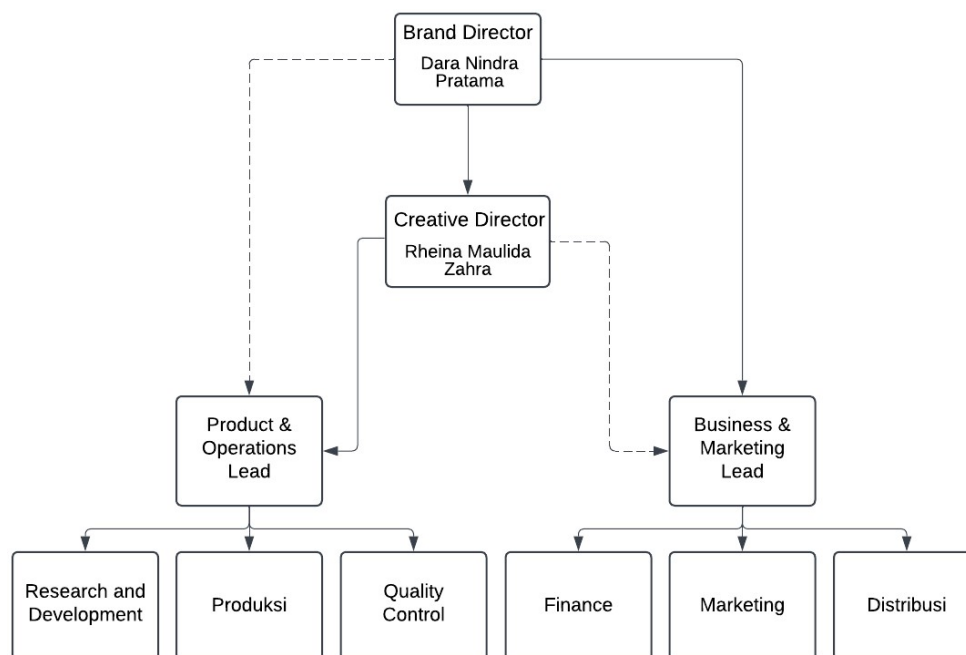 Brand Director
Dara Nindra
Pratama
Creative Director
Rheina Maulida
Zahra
Product &
Operations
Lead
Business &
Marketing
Lead
Research and
Development
Produksi
Quality
Control
Finance
Marketing
Distribusi